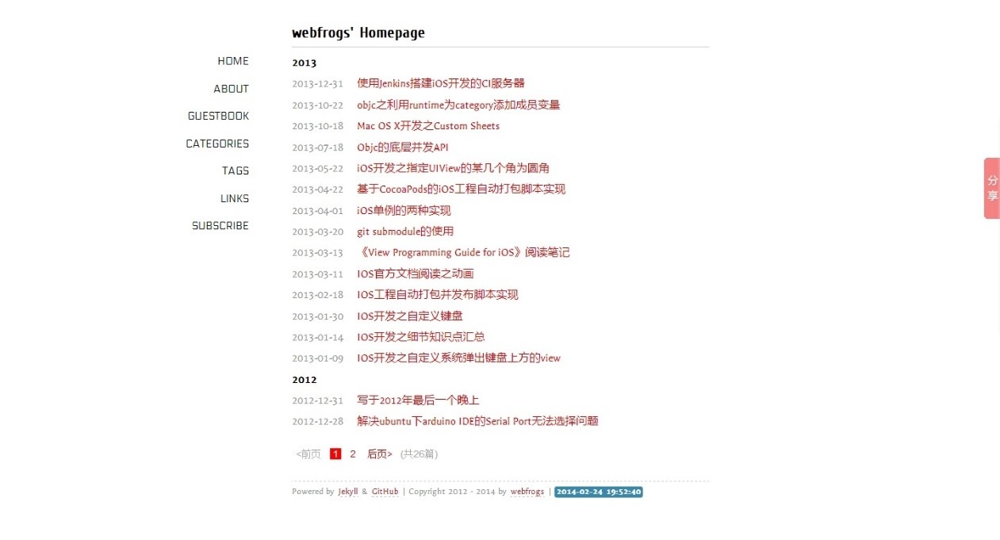 webfrogs' Homepage
HOME
ABOUT
GUESTBOOK
CATEGORIES
TAGS
LINKS
SUBSCRIBE
2013
2013-12-31 使用Jenkins搭建iOS开发的CI服务器
2013-10-22 objc之利用runtime为category添加成员变量
2013-10-18 Mac OS X开发之Custom Sheets
2013-07-18 Objc的底层并发API
2013-05-22 iOS开发之指定UIView的某几个角为圆角
2013-04-22 基于CocoaPods的iOS工程自动打包脚本实现
2013-04-01 iOS单例的两种实现
2013-03-20 git submodule的使用
2013-03-13 《View Programming Guide for iOS》阅读笔记
2013-03-11 IOS官方文档阅读之动画
2013-02-18 IOS工程自动打包并发布脚本实现
2013-01-30 IOS开发之自定义键盘
2013-01-14 IOS开发之细节知识点汇总
2013-01-09 IOS开发之自定义系统弹出键盘上方的view
2012
2012-12-31 写于2012年最后一个晚上
2012-12-28 解决ubuntu下arduino IDE的Serial Port无法选择问题
<前页 1 2 后页> (共26篇)
Powered by Jekyll & GitHub | Copyright 2012 - 2014 by webfrogs | 2014-02-24 19:52:40
分
享